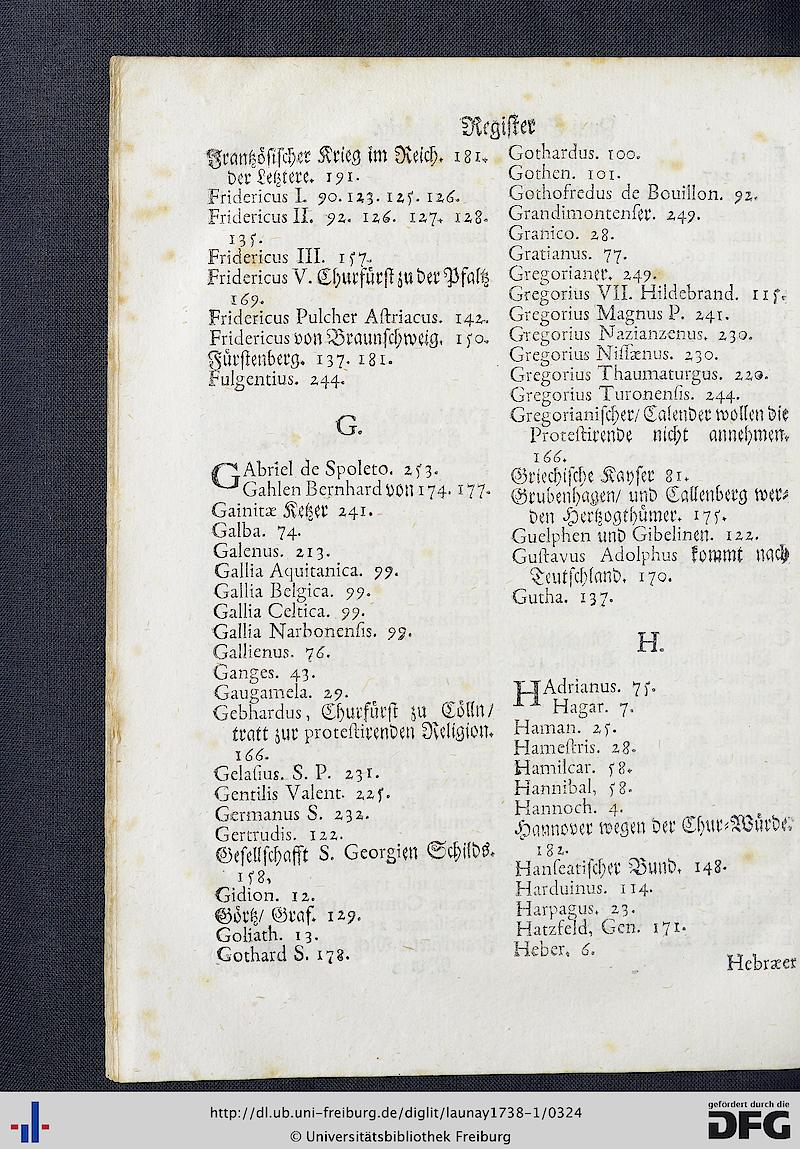 Register
Frantzösischer Krieg im Reich. 181.
der Letztere. 191.
Fridericus I. 90. 123. 125. 126.
Fridericus II. 92. 126. 127. 128.
135.
Fridericus III. 157.
Fridericus V. Churfürst zu der Pfaltz
169.
Fridericus Pulcher Austriacus. 142.
Fridericus von Braunschweig. 150.
Fürstenberg. 137. 181.
Fulgentius. 244.
G.
GAbriel de Spoleto. 253.
Gahlen Bernhard von 174. 177.
Gainitæ Ketzer 241.
Galba. 74.
Galenus. 213.
Gallia Aquitanica. 99.
Gallia Belgica. 99.
Gallia Celtica. 99.
Gallia Narbonensis. 99.
Gallienus. 76.
Ganges. 43.
Gaugamela. 29.
Gebhardus, Churfürst zu Cölln/
tratt zur protestirenden Religion.
166.
Gelasius. S. P. 231.
Gentilis Valent. 225.
Germanus S. 232.
Gertrudis. 122.
Gesellschafft S. Georgien Schilds.
158.
Gidion. 12.
Görtz/ Graf. 129.
Goliath. 13.
Gothard S. 178.
Gothardus. 100.
Gothen. 101.
Gothofredus de Bouillon. 92.
Grandimontenser. 249.
Granico. 28.
Gratianus. 77.
Gregorianer. 249.
Gregorius VII. Hildebrand. 115.
Gregorius Magnus P. 241.
Gregorius Nazianzenus. 230.
Gregorius Nissænus. 230.
Gregorius Thaumaturgus. 220.
Gregorius Turonensis. 244.
Gregorianischer/ Calender wollen die
Protestirende nicht annehmen.
166.
Griechische Kayser 81.
Grubenhagen/ und Callenberg wer-
den Hertzogthümer. 175.
Guelphen und Gibelinen. 122.
Gustavus Adolphus kommt nach
Teutschland. 170.
Gutha. 137.
H.
HAdrianus. 75.
Hagar. 7.
Haman. 25.
Hamestris. 28.
Hamilcar. 58.
Hannibal, 58.
Hannoch. 4.
Hannover wegen der Chur-Würde.
182.
Hanseatischer Bund. 148.
Harduinus. 114.
Harpagus. 23.
Hatzfeld, Gen. 171.
Heber. 6.
Hebræer
http://dl.ub.uni-freiburg.de/diglit/launay1738-1/0324
© Universitätsbibliothek Freiburg
gefördert durch die
DFG